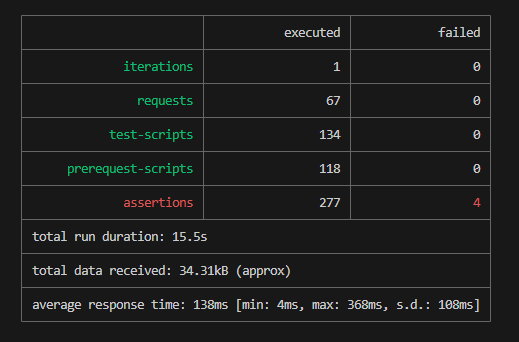 executed failed
iterations 1 0
requests 67 0
test-scripts 134 0
prerequest-scripts 118 0
assertions 277 4
total run duration: 15.5s
total data received: 34.31kB (approx)
average response time: 138ms [min: 4ms, max: 368ms, s.d.: 108ms]